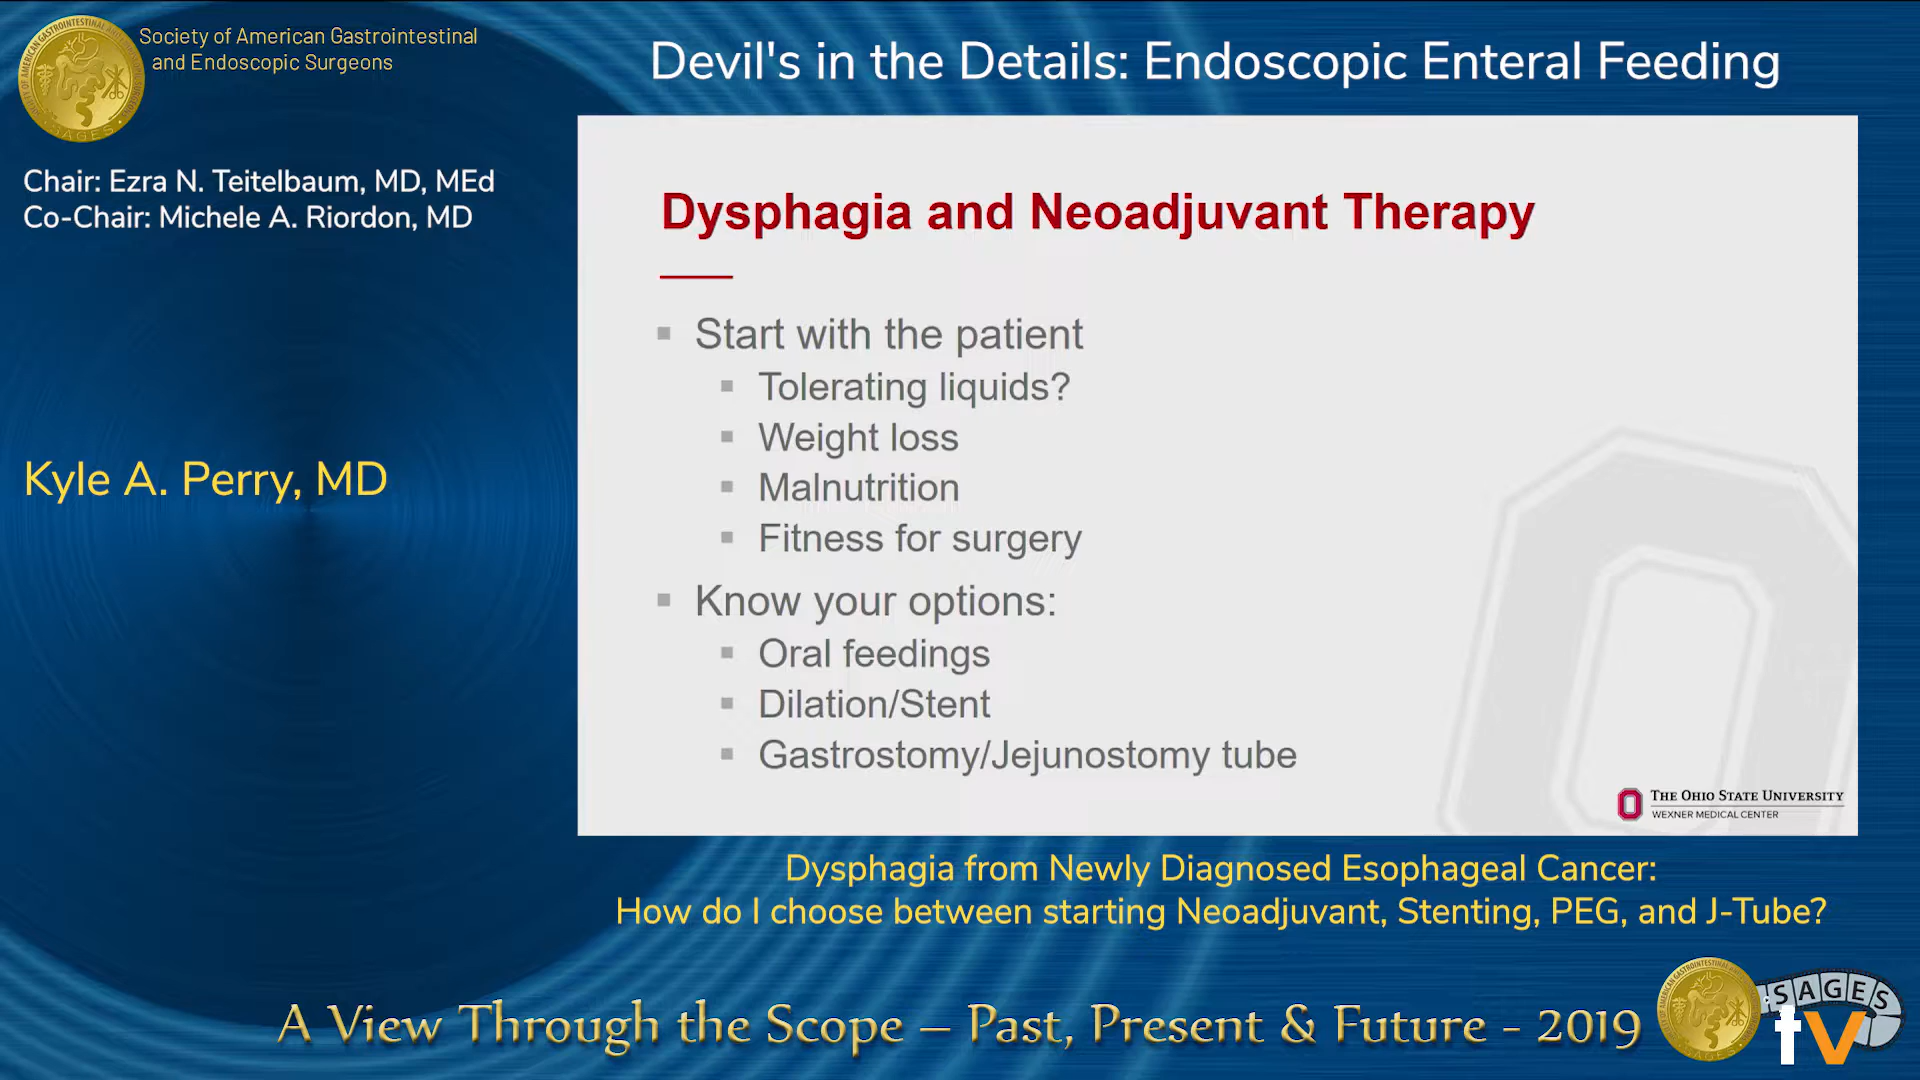 Society of American Gastrointestinal
and Endoscopic Surgeons
Devil's in the Details: Endoscopic Enteral Feeding
Chair: Ezra N. Teitelbaum, MD, MEd
Co-Chair: Michele A. Riordon, MD
Kyle A. Perry, MD
Dysphagia and Neoadjuvant Therapy
Start with the patient
Tolerating liquids?
Weight loss
Malnutrition
Fitness for surgery
Know your options:
Oral feedings
Dilation/Stent
Gastrostomy/Jejunostomy tube
THE OHIO STATE UNIVERSITY
WEXNER MEDICAL CENTER
Dysphagia from Newly Diagnosed Esophageal Cancer:
How do I choose between starting Neoadjuvant, Stenting, PEG, and J-Tube?
A View Through the Scope – Past, Present & Future - 2019
SAGES
tv